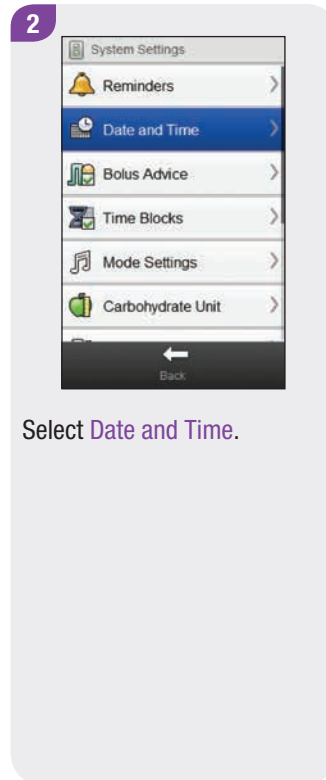 2
System Settings
Reminders
Date and Time
Bolus Advice
Time Blocks
Mode Settings
Carbohydrate Unit
Back
Select Date and Time.